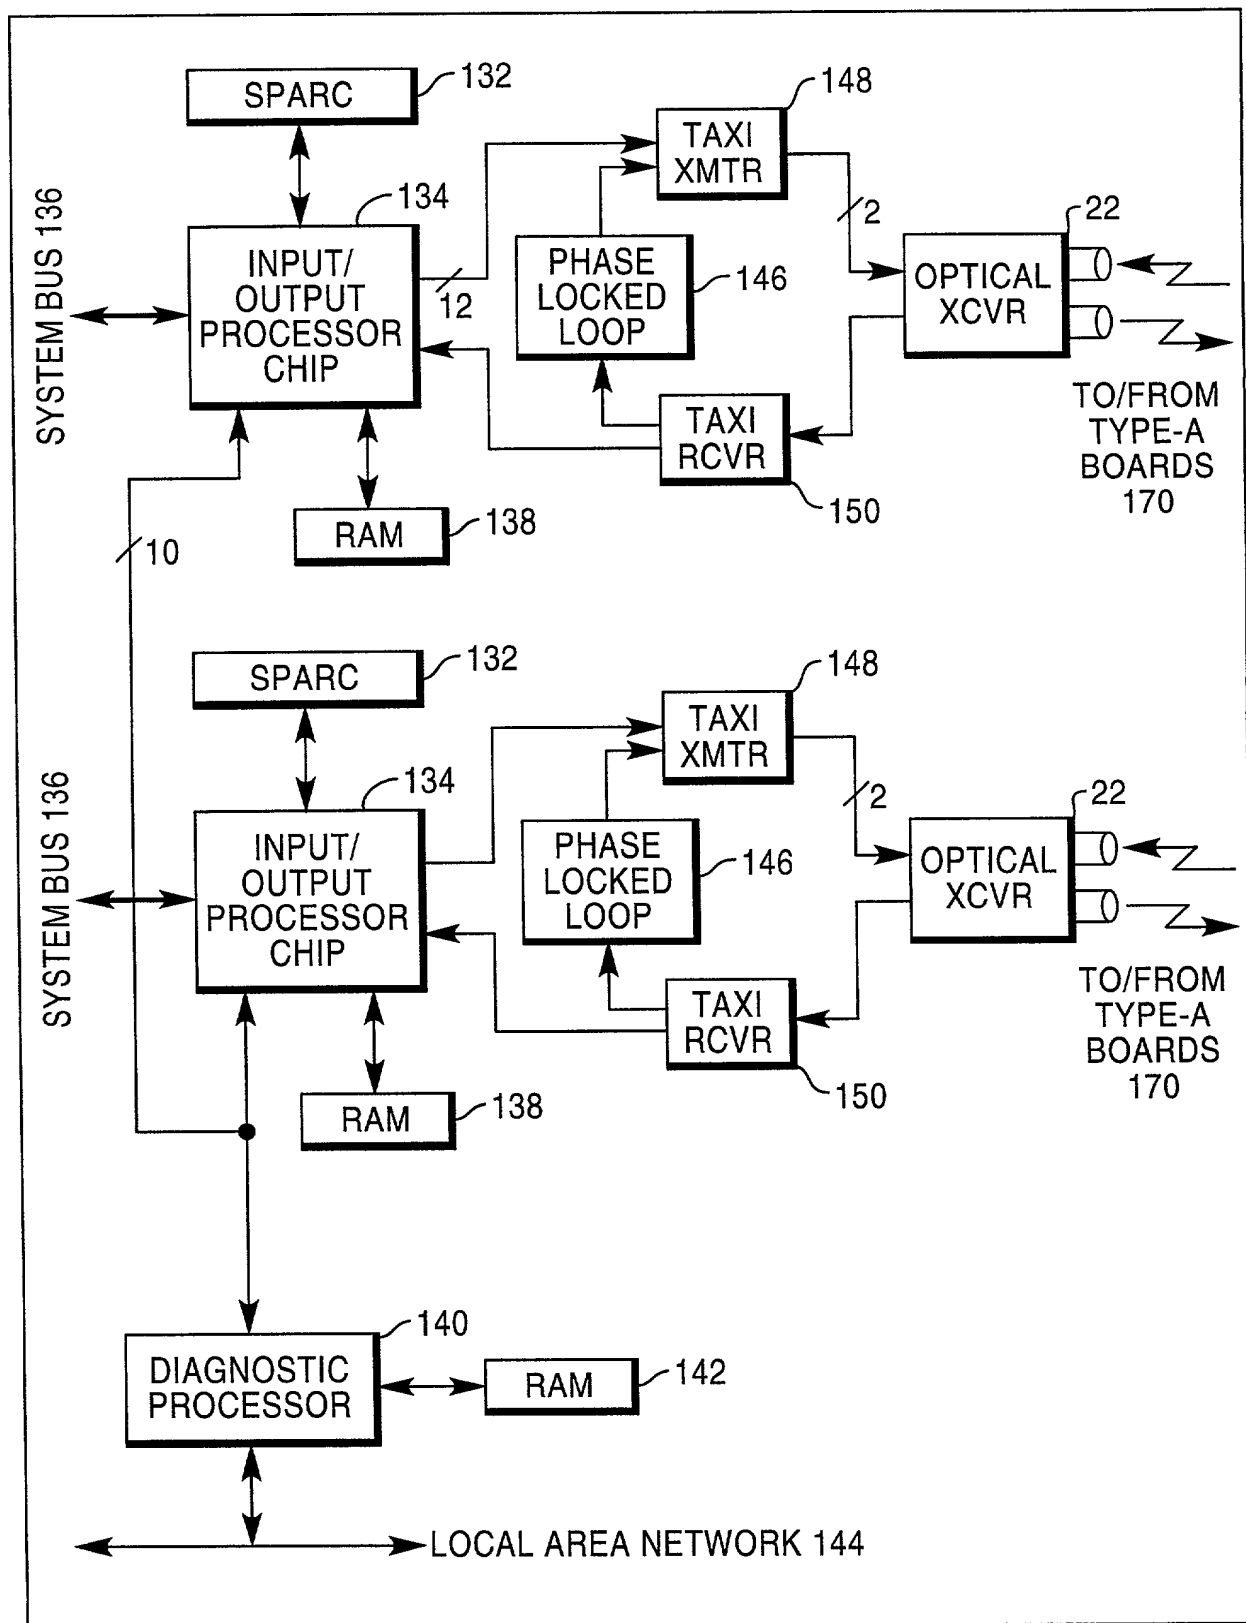 SPARC
132
148
TAXI
XMTR
134
SYSTEM BUS 136
INPUT/
OUTPUT
PROCESSOR
CHIP
12
PHASE
LOCKED
LOOP
146
2
22
OPTICAL
XCVR
TAXI
RCVR
150
TO/FROM
TYPE-A
BOARDS
170
RAM
138
10
SPARC
132
148
TAXI
XMTR
134
SYSTEM BUS 136
INPUT/
OUTPUT
PROCESSOR
CHIP
PHASE
LOCKED
LOOP
146
2
22
OPTICAL
XCVR
TAXI
RCVR
150
TO/FROM
TYPE-A
BOARDS
170
RAM
138
140
DIAGNOSTIC
PROCESSOR
RAM
142
LOCAL AREA NETWORK 144